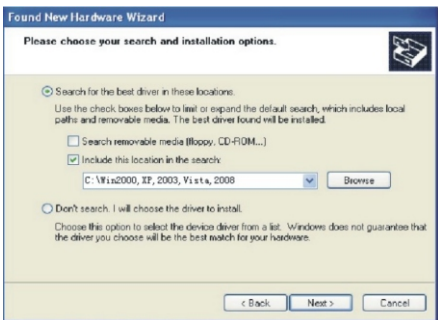 Found New Hardware Wizard
Please choose your search and installation options.
Search for the best driver in these locations.
Use the check boxes below to limit or expand the default search, which includes local
paths and removable media. The best driver found will be installed.
Search removable media (floppy, CD-ROM...)
Include this location in the search:
C:\Win2000, XP, 2003, Vista, 2008
Browse
Don't search. I will choose the driver to install.
Choose this option to select the device driver from a list. Windows does not guarantee that
the driver you choose will be the best match for your hardware.
< Back Next > Cancel